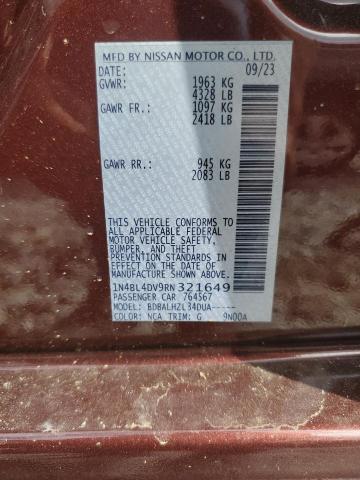 MFD BY NISSAN MOTOR CO., LTD.
DATE: 09/23
GVWR: 1963 KG
4328 LB
GAWR FR.: 1097 KG
2418 LB
GAWR RR.: 945 KG
2083 LB
THIS VEHICLE CONFORMS TO
ALL APPLICABLE FEDERAL
MOTOR VEHICLE SAFETY,
BUMPER, AND THEFT
PREVENTION STANDARDS IN
EFFECT ON THE DATE OF
MANUFACTURE SHOWN ABOVE.
1N4BL4DV9RN321649
PASSENGER CAR 764567
MODEL: BDBALHZL34DUA-----
COLOR: NCA TRIM: G 9N00A